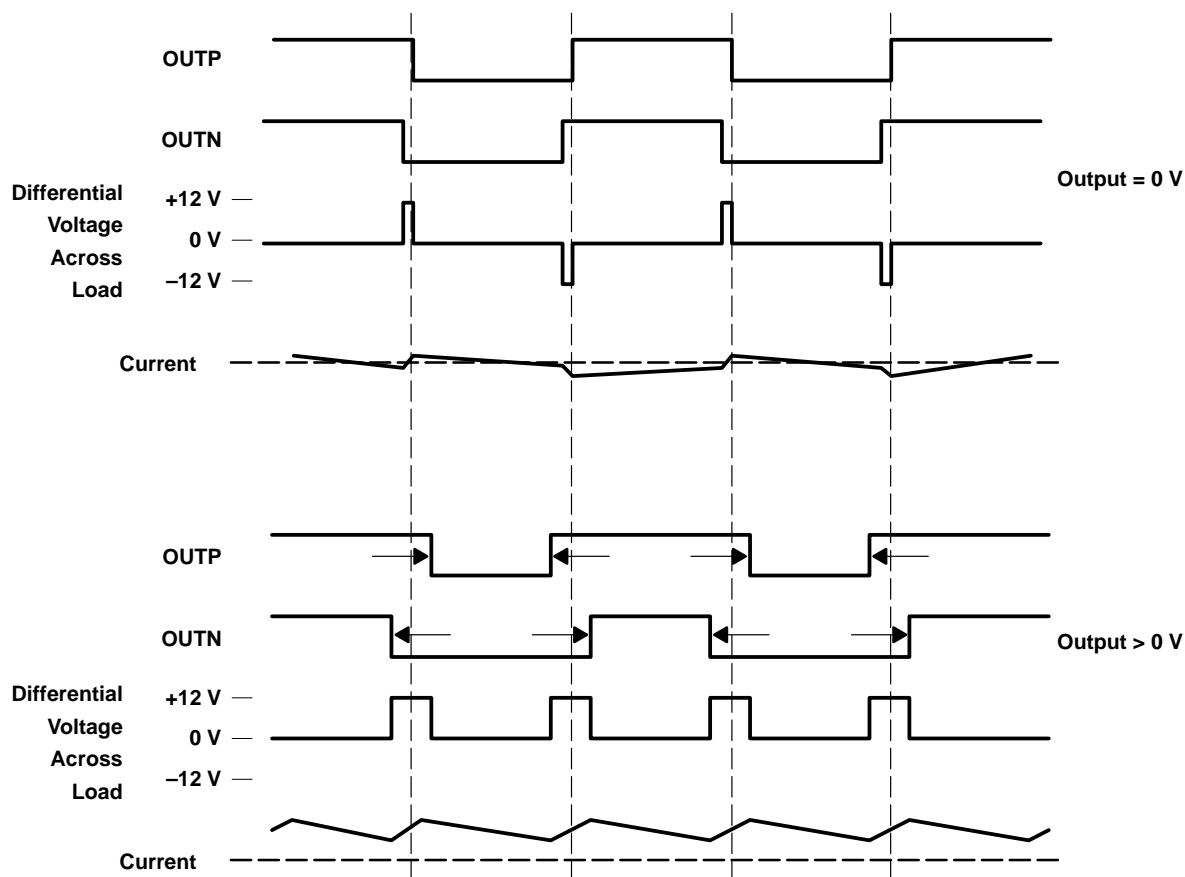 OUTP
OUTN
Output = 0 V
Differential
Voltage
Across
Load
+12 V
0 V
–12 V
Current
OUTP
OUTN
Output > 0 V
Differential
Voltage
Across
Load
+12 V
0 V
–12 V
Current